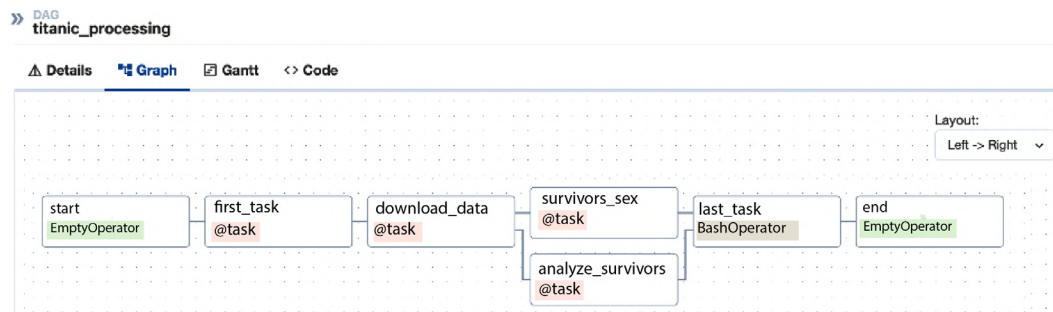 DAG
titanic_processing
Details
Graph
Gantt
<> Code
Layout:
Left -> Right
start
EmptyOperator
first_task
@task
download_data
@task
survivors_sex
@task
analyze_survivors
@task
last_task
BashOperator
end
EmptyOperator